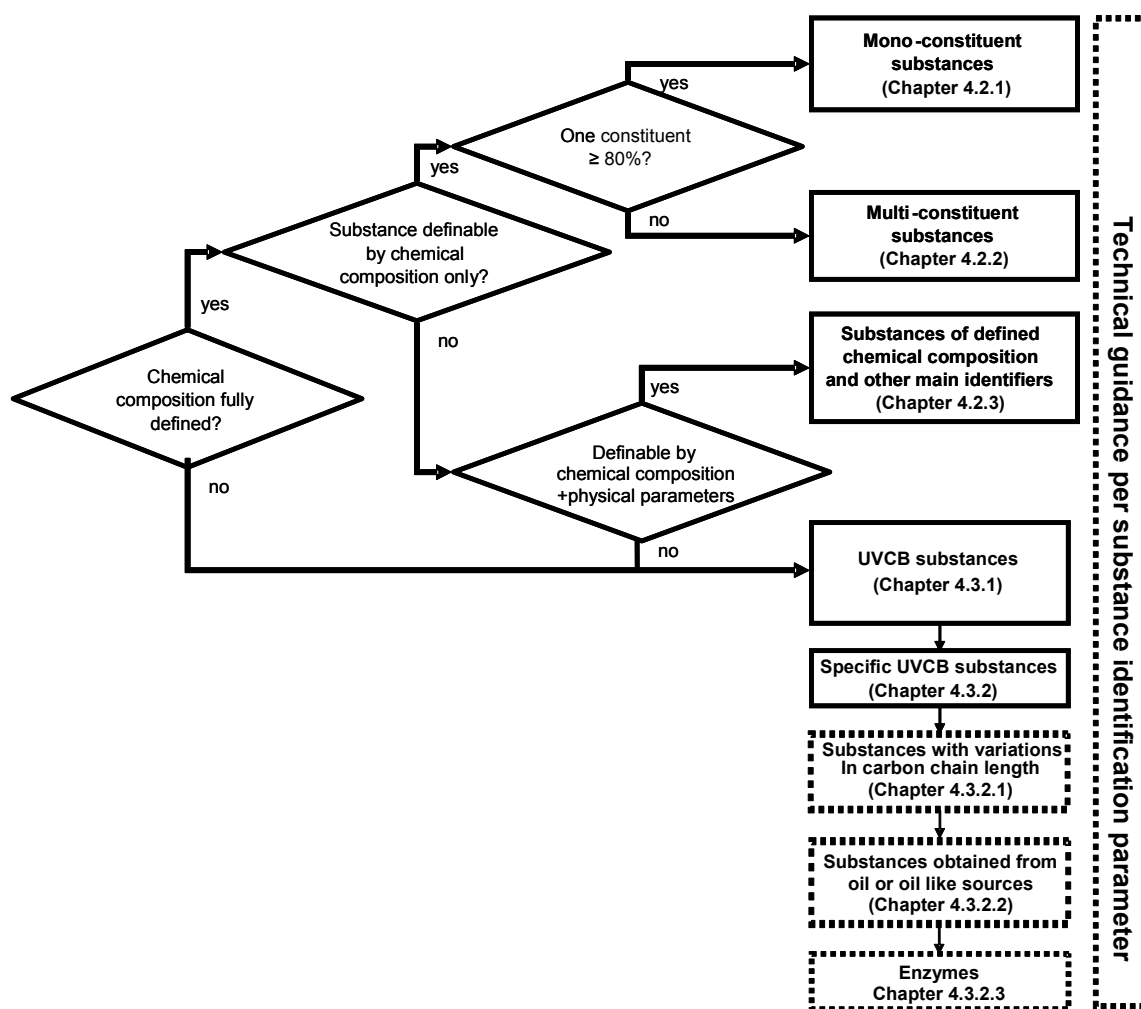 Mono-constituent
substances
(Chapter 4.2.1)
yes
One constituent
≥ 80%?
yes
no
Multi-constituent
substances
(Chapter 4.2.2)
Substance definable
by chemical
composition only?
yes
no
Substances of defined
chemical composition
and other main identifiers
(Chapter 4.2.3)
Chemical
composition fully
defined?
yes
Definable by
chemical composition
+physical parameters
no
no
UVCB substances
(Chapter 4.3.1)
Specific UVCB substances
(Chapter 4.3.2)
Substances with variations
In carbon chain length
(Chapter 4.3.2.1)
Substances obtained from
oil or oil like sources
(Chapter 4.3.2.2)
Enzymes
Chapter 4.3.2.3
Technical guidance per substance identification parameter